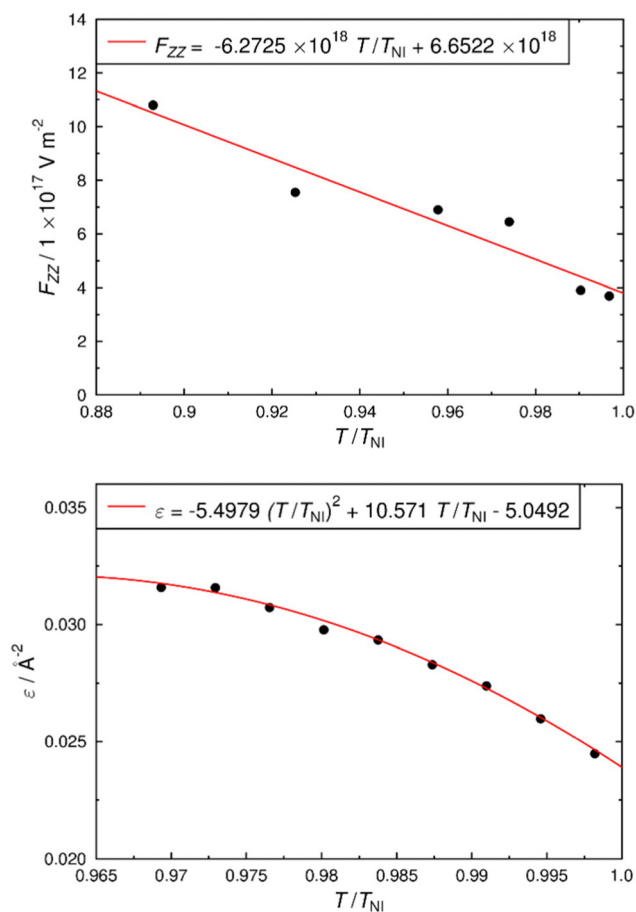 F_ZZ = -6.2725 ×10^18 T/T_NI + 6.6522 ×10^18
14
12
10
8
6
4
2
0
F_ZZ / 1 ×10^17 V m^-2
0.88 0.9 0.92 0.94 0.96 0.98 1.0
T/T_NI
ε = -5.4979 (T/T_NI)^2 + 10.571 T/T_NI - 5.0492
0.035
0.030
0.025
0.020
ε / Å^-2
0.965 0.97 0.975 0.98 0.985 0.99 0.995 1.0
T/T_NI